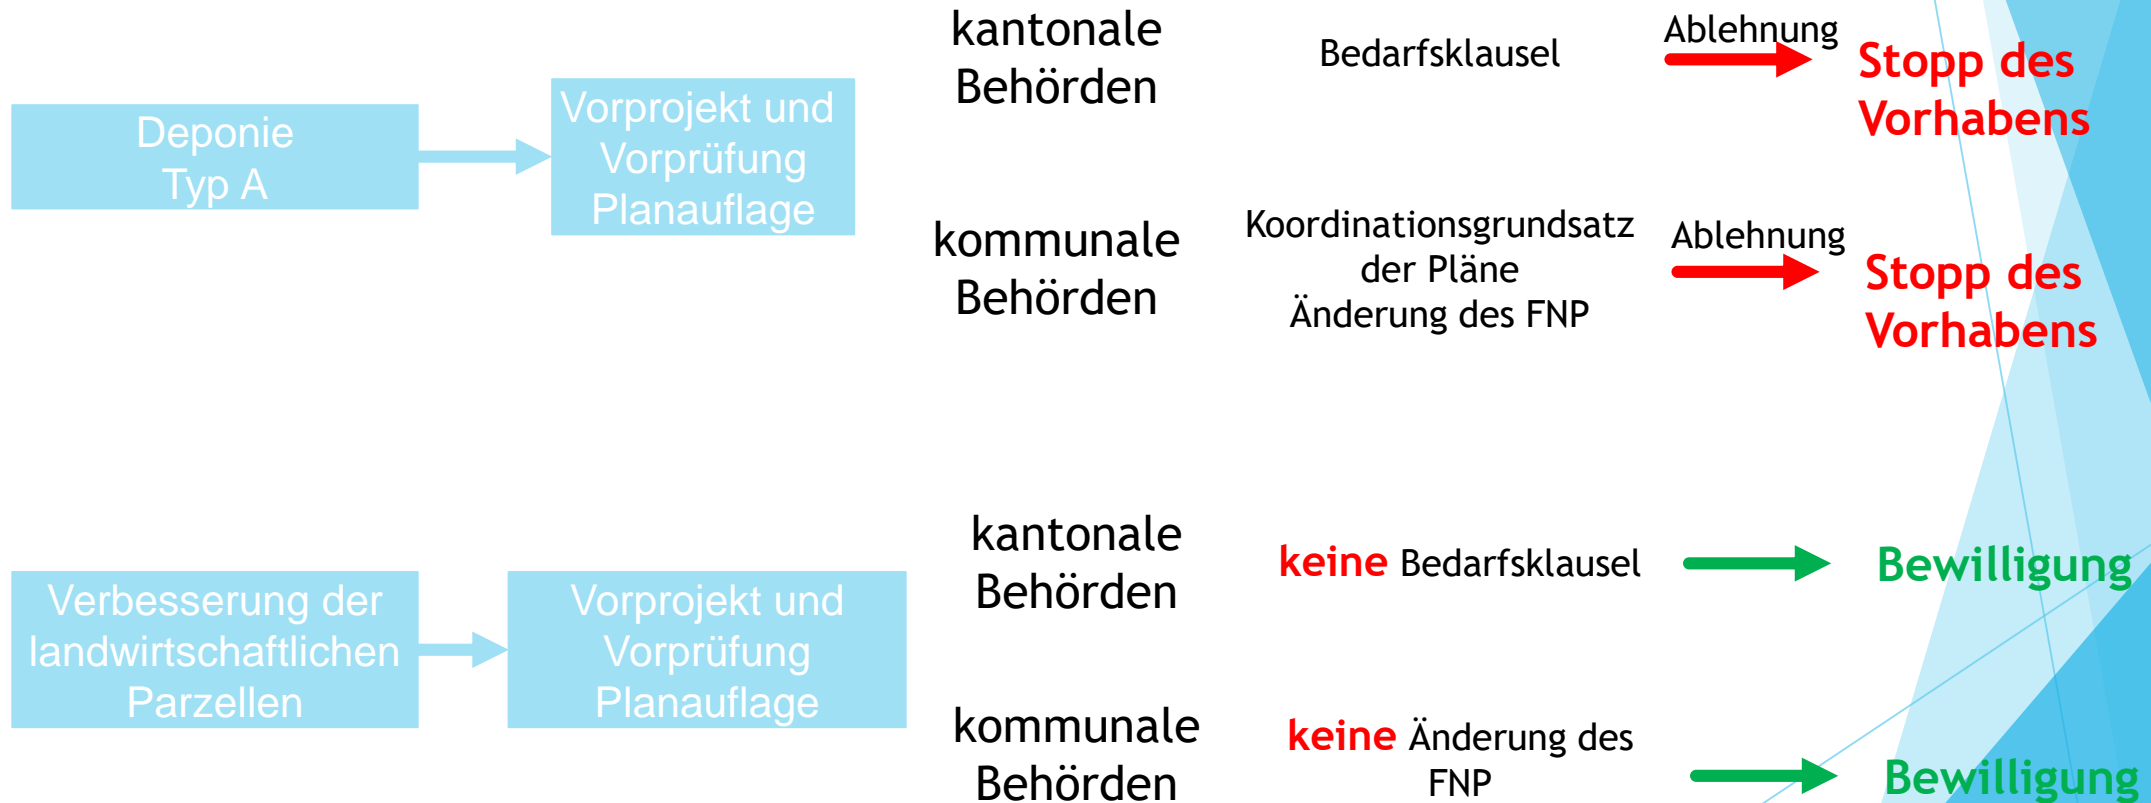 Deponie
Typ A
Vorprojekt und
Vorprüfung
Planauflage
kantonale
Behörden
Bedarfsklausel
Ablehnung
Stopp des
Vorhabens
kommunale
Behörden
Koordinationsgrundsatz
der Pläne
Änderung des FNP
Ablehnung
Stopp des
Vorhabens
Verbesserung der
landwirtschaftlichen
Parzellen
Vorprojekt und
Vorprüfung
Planauflage
kantonale
Behörden
keine Bedarfsklausel
Bewilligung
kommunale
Behörden
keine Änderung des
FNP
Bewilligung